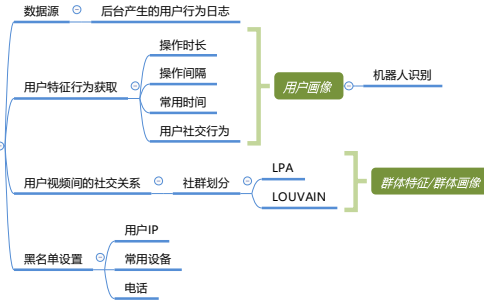 数据源
后台产生的用户行为日志
用户特征行为获取
操作时长
操作间隔
常用时间
用户社交行为
用户画像
机器人识别
用户视频间的社交关系
社群划分
LPA
LOUVAIN
群体特征/群体画像
黑名单设置
用户IP
常用设备
电话